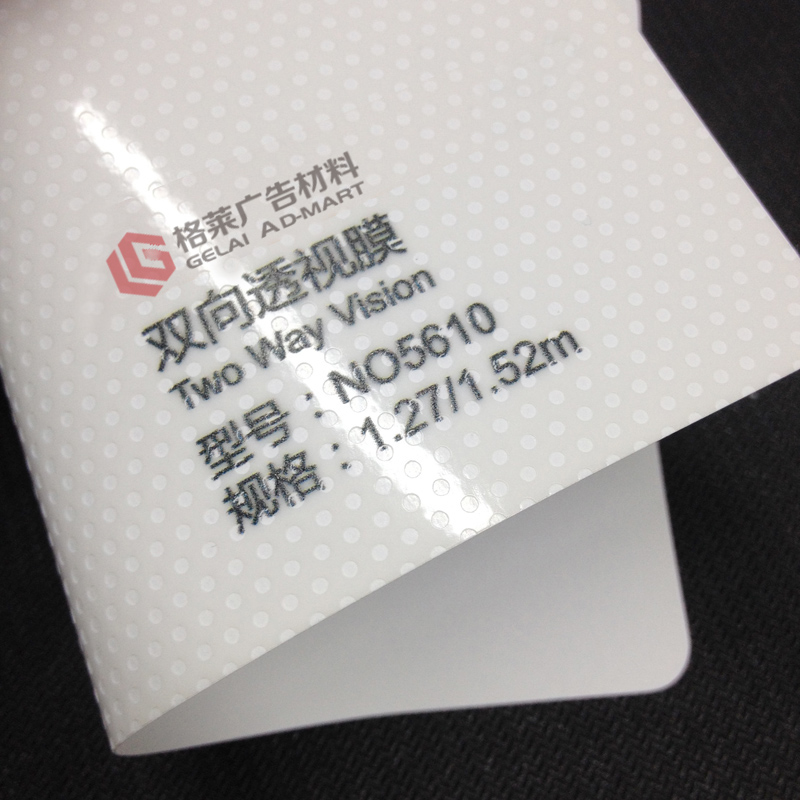 格莱广告材料
GELAI AD-MART
双向透视膜
Two Way Vision
型号：NO5610
规格：1.27/1.52m